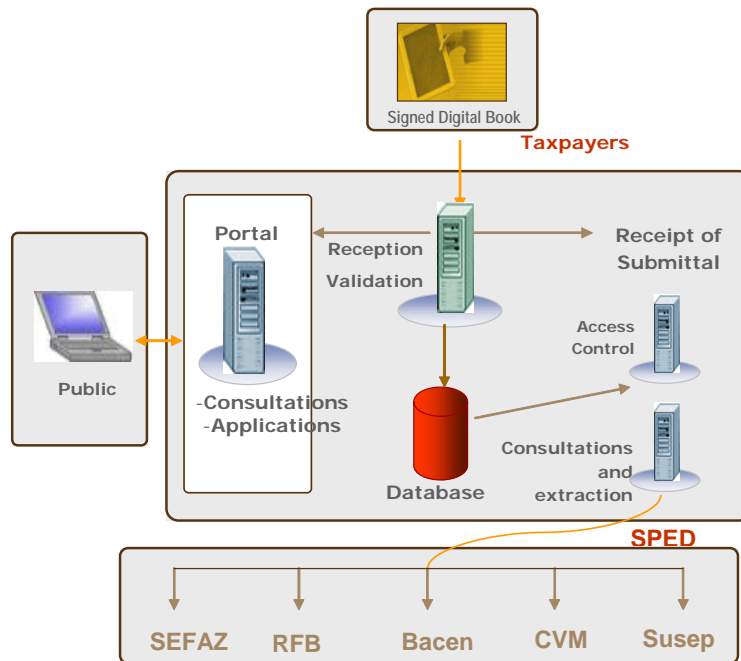 Signed Digital Book
Taxpayers
Portal
Reception
Validation
Receipt of
Submittal
Access
Control
Public
-Consultations
-Applications
Database
Consultations
and
extraction
SPED
SEFAZ
RFB
Bacen
CVM
Susep